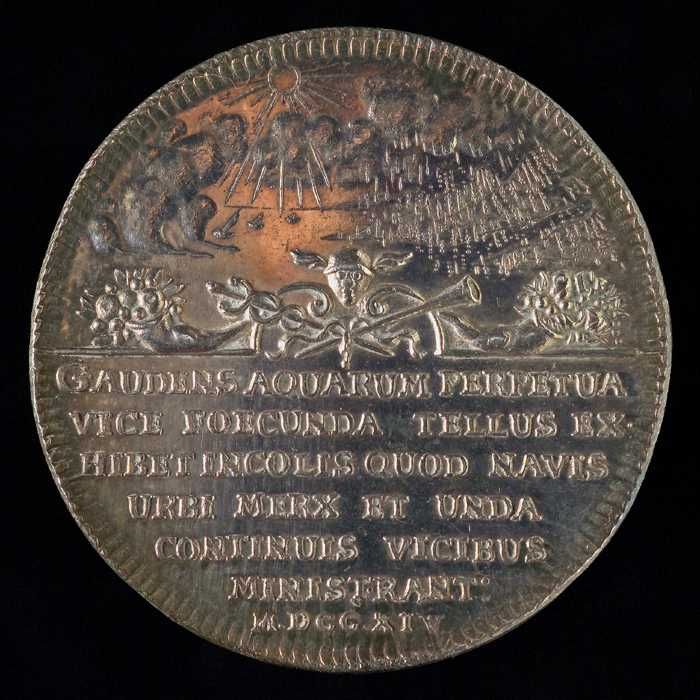 GAUDENS AQUARUM PERPETUA
VICE FOECUNDA TELLUS EX-
HIBET INCOLIS QUOD NAVIS
URBI MERX ET UNDA
CONTINUIS VICIBUS
MINISTRANT
M.DCC.XIV